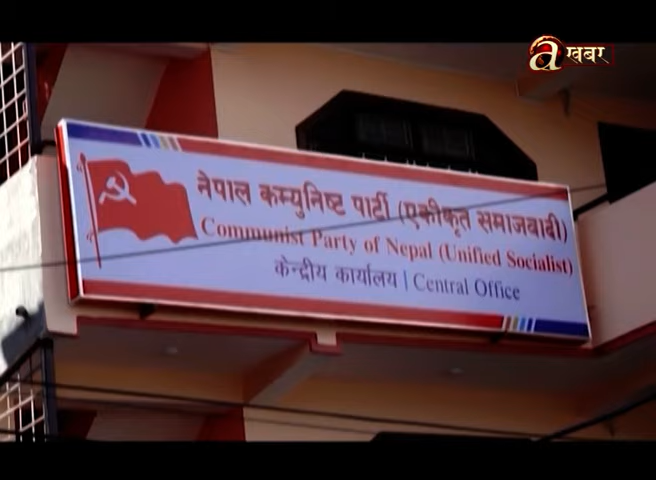 a खबर
नेपाल कम्युनिष्ट पार्टी (एकीकृत समाजवादी)
Communist Party of Nepal (Unified Socialist)
केन्द्रीय कार्यालय | Central Office